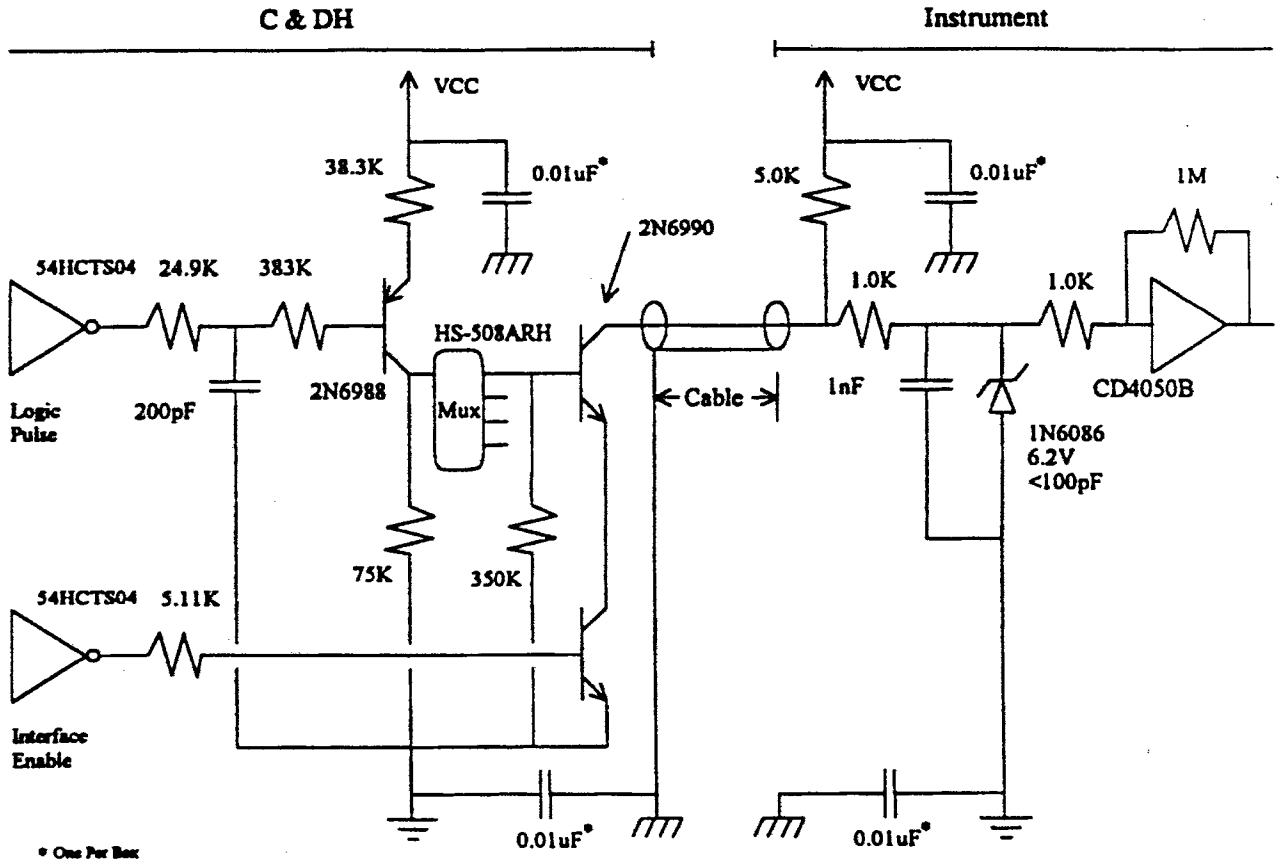 C & DH
Instrument
VCC
VCC
38.3K
0.01uF*
5.0K
0.01uF*
1M
2N6990
54HCTS04
24.9K
383K
1.0K
1.0K
HS-508ARH
Mux
Logic
Pulse
200pF
2N6988
Cable
1nF
CD4050B
1N6086
6.2V
<100pF
75K
350K
54HCTS04
5.11K
Interface
Enable
0.01uF*
0.01uF*
* One Per Box